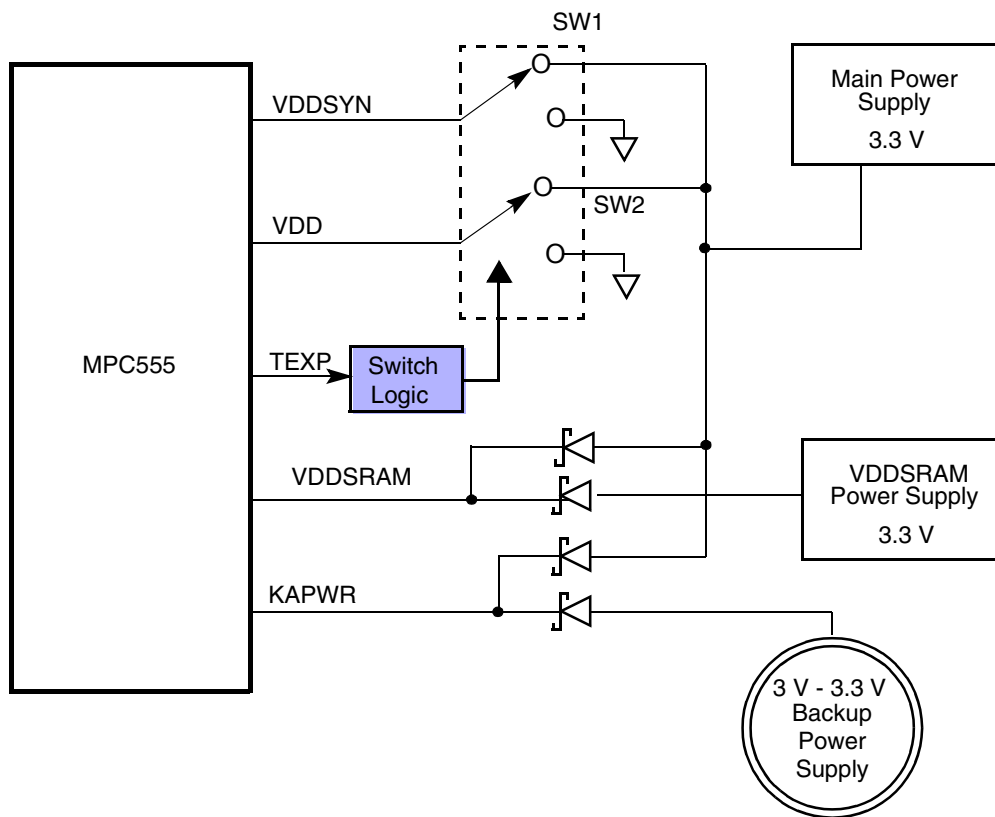 SW1
Main Power
Supply
3.3 V
VDDSYN
VDD
SW2
MPC555
TEXP
Switch
Logic
VDDSRAM
VDDSRAM
Power Supply
3.3 V
KAPWR
3 V - 3.3 V
Backup
Power
Supply